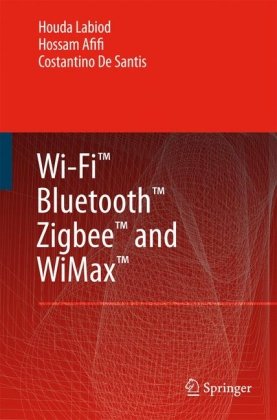 Houda Labiod
Hossam Afifi
Costantino De Santis
Wi-Fi™
Bluetooth™
Zigbee™ and
WiMax™
Springer